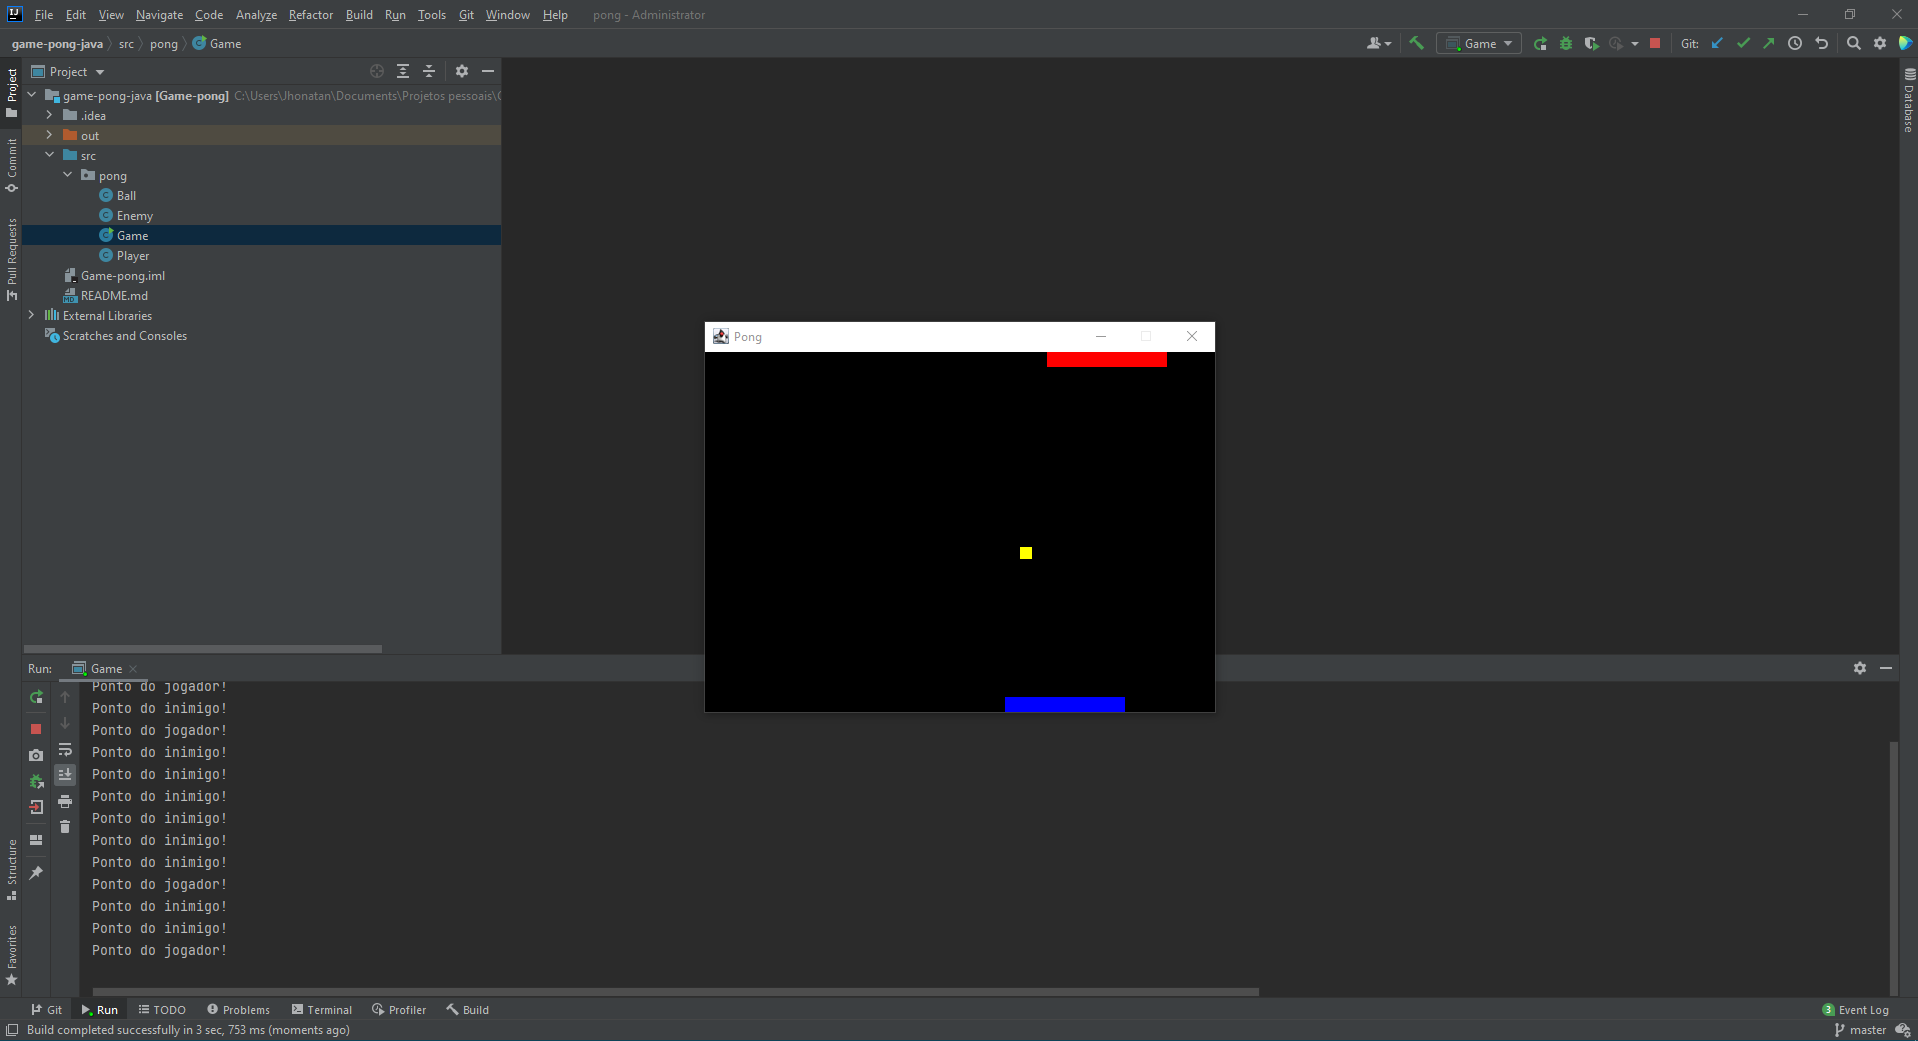 File Edit View Navigate Code Analyze Refactor Build Run Tools Git Window Help pong - Administrator
game-pong-java src pong Game
Game Git:
Project
Project
game-pong-java [Game-pong] C:\Users\Jhonatan\Documents\Projetos pessoais\
.idea
out
src
pong
Ball
Enemy
Game
Player
Game-pong.iml
README.md
External Libraries
Scratches and Consoles
Commit
Pull Requests
Database
Pong
Run: Game
Ponto do jogador!
Ponto do inimigo!
Ponto do jogador!
Ponto do inimigo!
Ponto do inimigo!
Ponto do inimigo!
Ponto do inimigo!
Ponto do inimigo!
Ponto do inimigo!
Ponto do jogador!
Ponto do inimigo!
Ponto do inimigo!
Ponto do jogador!
Structure
Favorites
Git Run TODO Problems Terminal Profiler Build 3 Event Log
Build completed successfully in 3 sec, 753 ms (moments ago) master